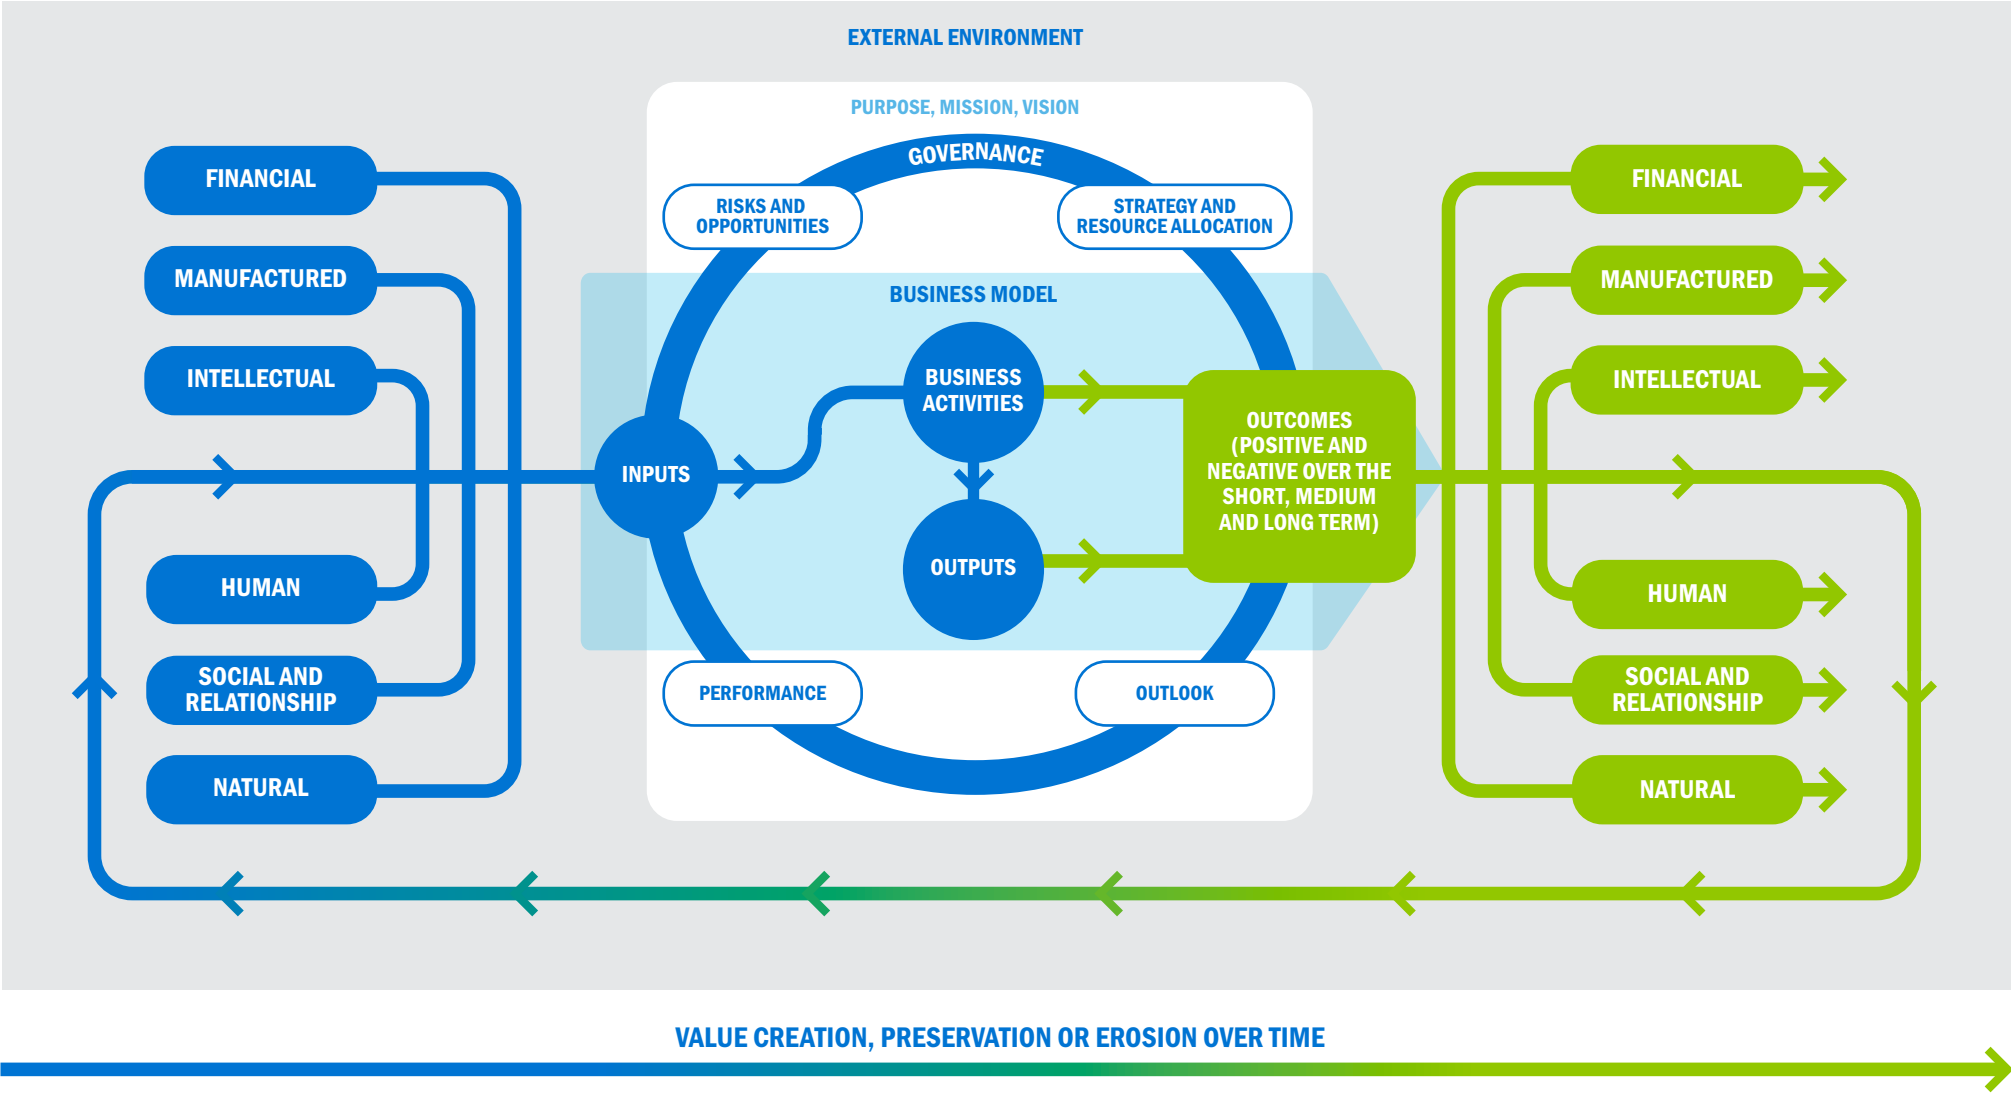 EXTERNAL ENVIRONMENT
PURPOSE, MISSION, VISION
GOVERNANCE
FINANCIAL
MANUFACTURED
INTELLECTUAL
HUMAN
SOCIAL AND
RELATIONSHIP
NATURAL
RISKS AND
OPPORTUNITIES
STRATEGY AND
RESOURCE ALLOCATION
BUSINESS MODEL
INPUTS
BUSINESS
ACTIVITIES
OUTPUTS
OUTCOMES
(POSITIVE AND
NEGATIVE OVER THE
SHORT, MEDIUM
AND LONG TERM)
PERFORMANCE
OUTLOOK
FINANCIAL
MANUFACTURED
INTELLECTUAL
HUMAN
SOCIAL AND
RELATIONSHIP
NATURAL
VALUE CREATION, PRESERVATION OR EROSION OVER TIME